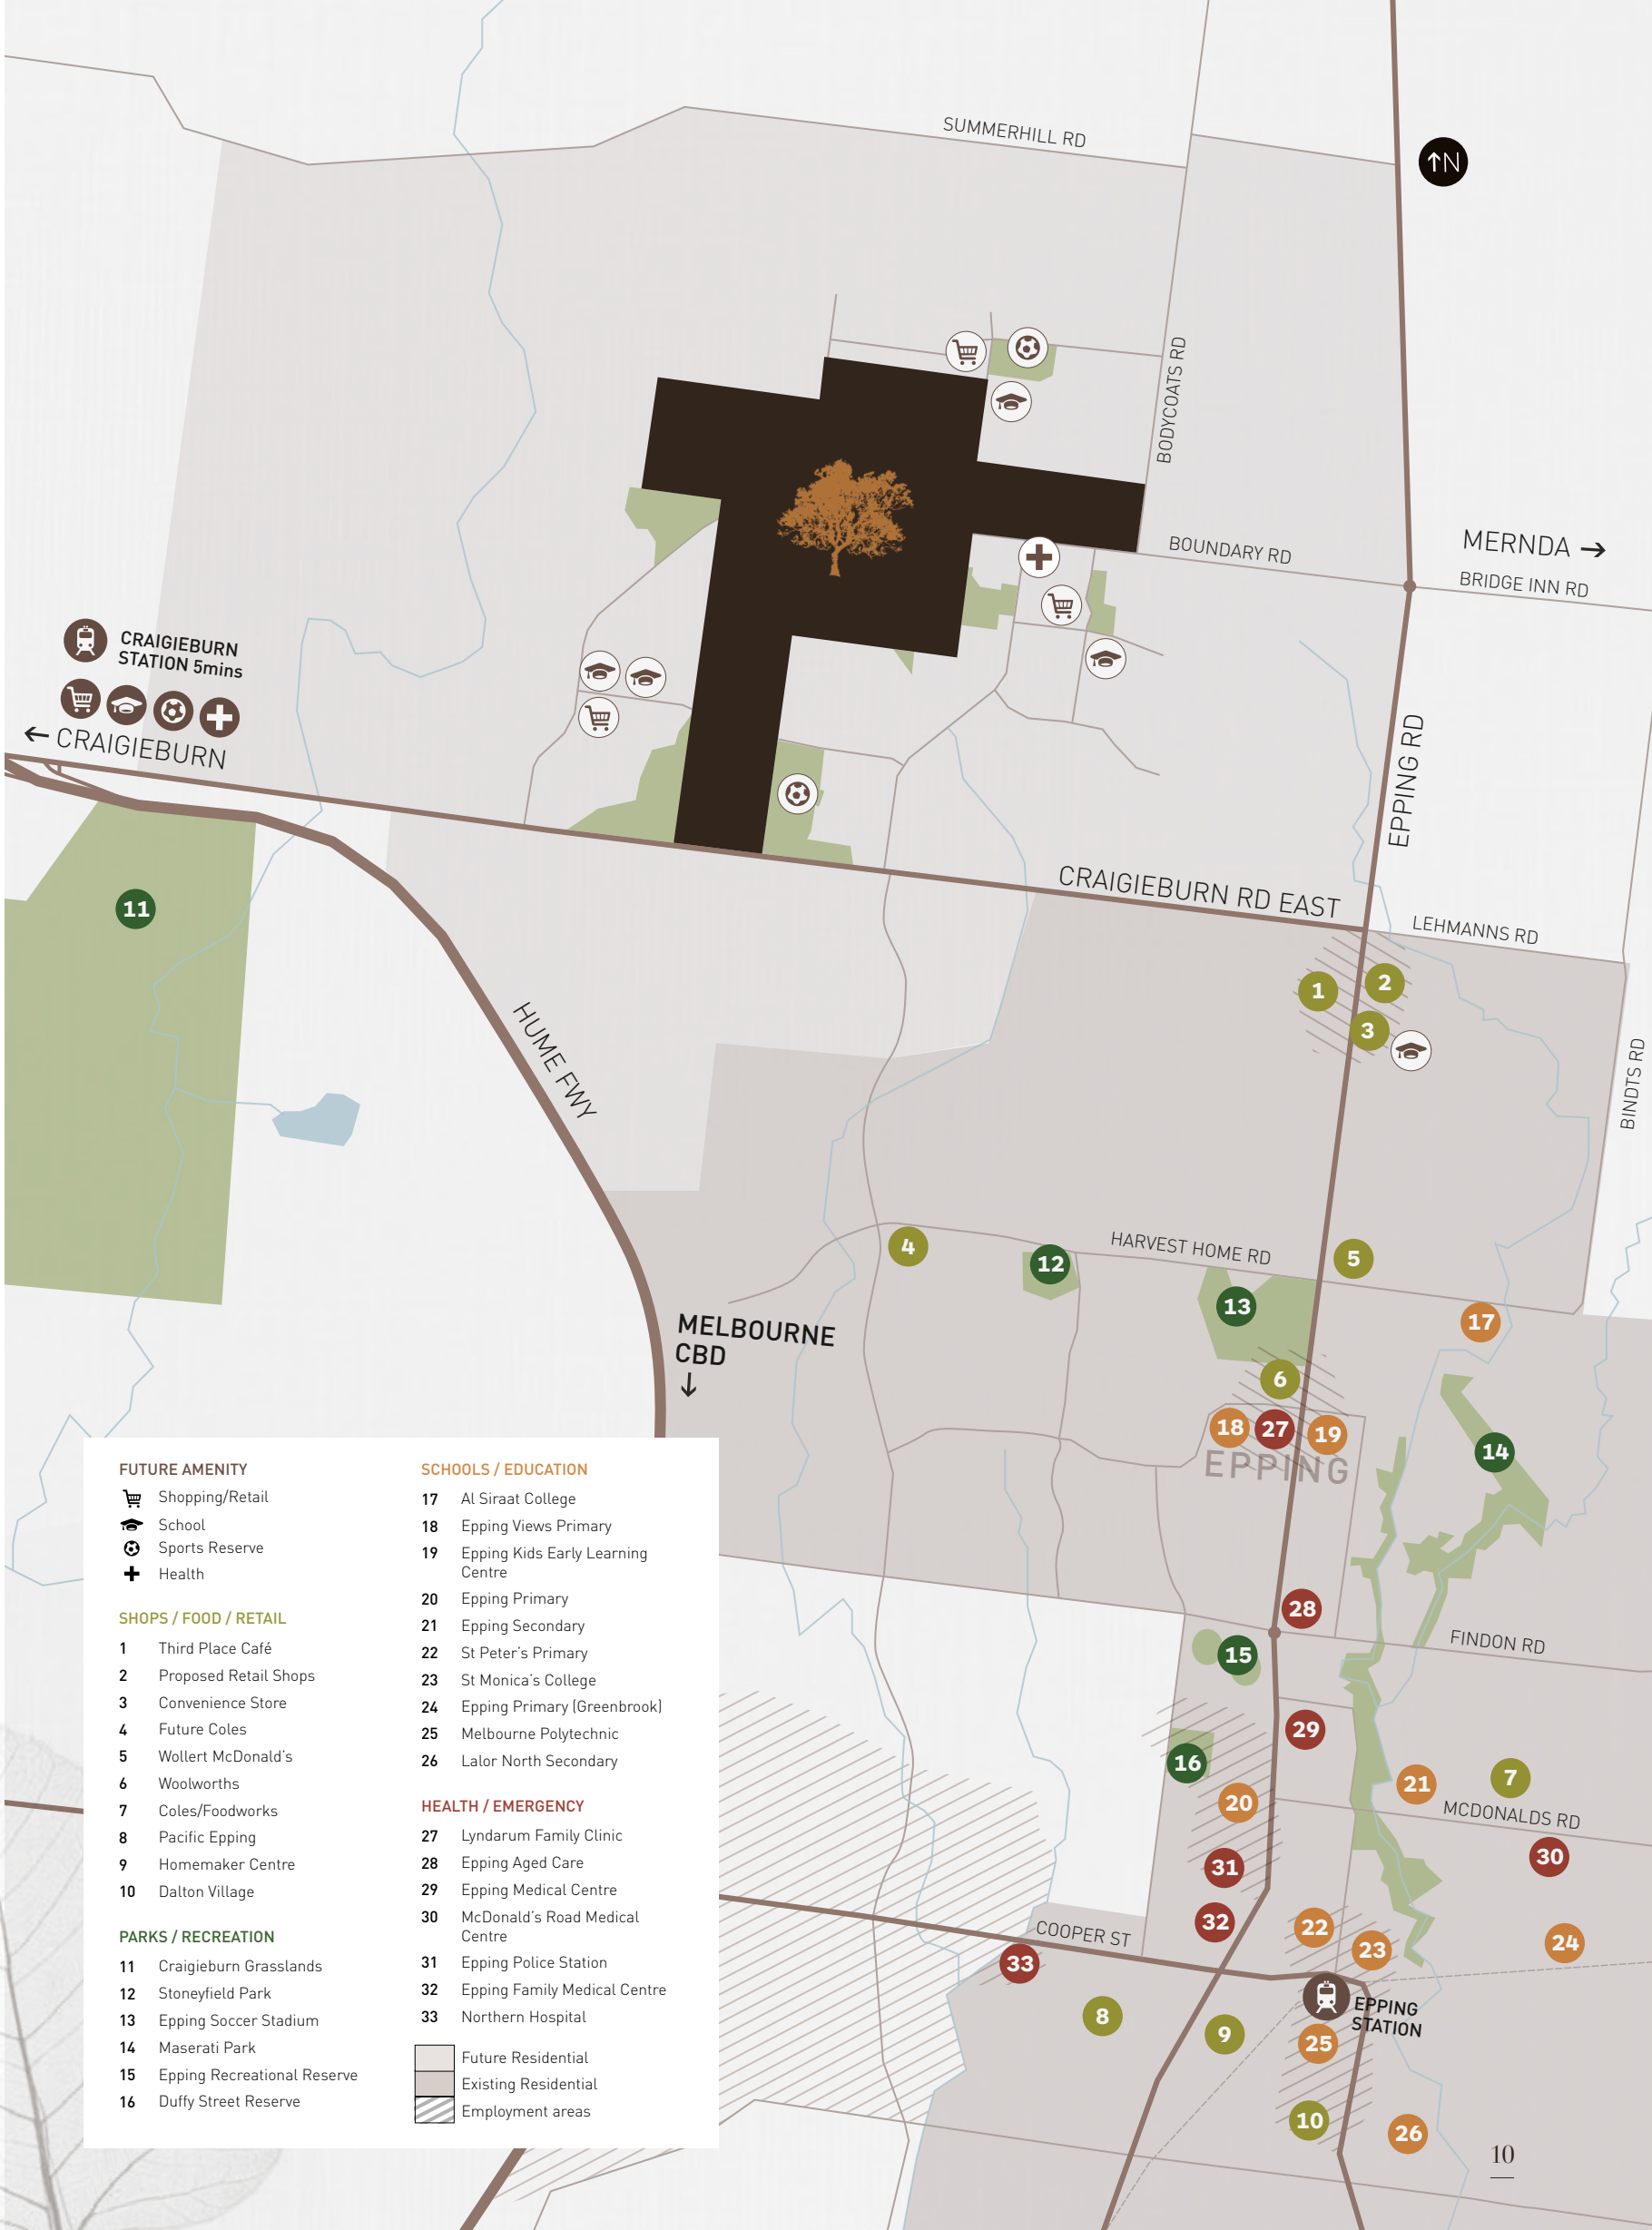 SUMMERHILL RD
↑N
BODYCOATS RD
BOUNDARY RD
MERNDA →
BRIDGE INN RD
CRAIGIEBURN
STATION 5mins
← CRAIGIEBURN
EPPING RD
CRAIGIEBURN RD EAST
LEHMANNS RD
11
1
2
3
HUME FWY
BINDTS RD
4
12
HARVEST HOME RD
5
13
17
MELBOURNE
CBD
↓
6
18
27
19
EPPING
14
28
FINDON RD
15
29
16
21
7
20
MCDONALDS RD
31
30
32
22
23
24
COOPER ST
33
8
9
EPPING
STATION
25
10
26
FUTURE AMENITY
Shopping/Retail
School
Sports Reserve
Health
SHOPS / FOOD / RETAIL
1 Third Place Café
2 Proposed Retail Shops
3 Convenience Store
4 Future Coles
5 Wollert McDonald's
6 Woolworths
7 Coles/Foodworks
8 Pacific Epping
9 Homemaker Centre
10 Dalton Village
PARKS / RECREATION
11 Craigieburn Grasslands
12 Stoneyfield Park
13 Epping Soccer Stadium
14 Maserati Park
15 Epping Recreational Reserve
16 Duffy Street Reserve
SCHOOLS / EDUCATION
17 Al Siraat College
18 Epping Views Primary
19 Epping Kids Early Learning
Centre
20 Epping Primary
21 Epping Secondary
22 St Peter's Primary
23 St Monica's College
24 Epping Primary (Greenbrook)
25 Melbourne Polytechnic
26 Lalor North Secondary
HEALTH / EMERGENCY
27 Lyndarum Family Clinic
28 Epping Aged Care
29 Epping Medical Centre
30 McDonald's Road Medical
Centre
31 Epping Police Station
32 Epping Family Medical Centre
33 Northern Hospital
Future Residential
Existing Residential
Employment areas
10